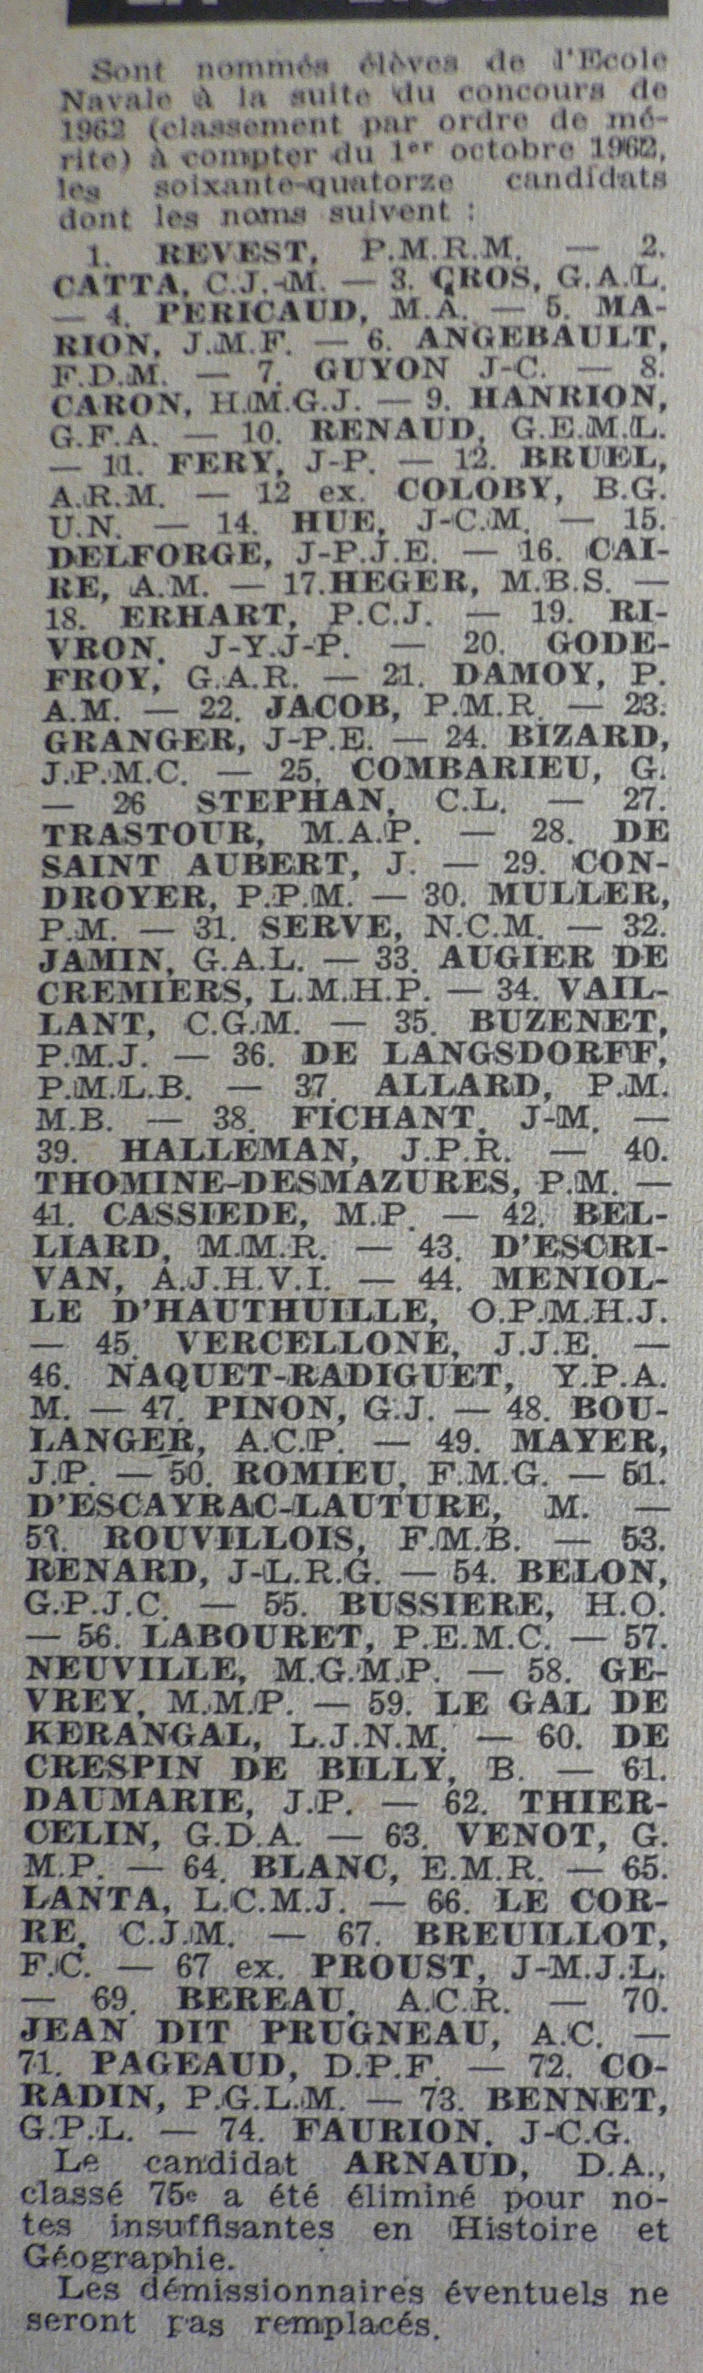 Sont nommés élèves de l'Ecole
Navale à la suite du concours de
1962 (classement par ordre de mé-
rite) à compter du 1er octobre 1962,
les soixante-quatorze candidats
dont les noms suivent :
1. REVEST, P.M.R.M. — 2.
CATTA, C.J.-M. — 3. GROS, G.A.L.
— 4. PERICAUD, M.A. — 5. MA-
RION, J.M.F. — 6. ANGEBAULT,
F.D.M. — 7. GUYON J-C. — 8.
CARON, H.M.G.J. — 9. HANRION,
G.F.A. — 10. RENAUD, G.E.M.L.
— 11. FERY, J-P. — 12. BRUEL,
A.R.M. — 12 ex. COLOBY, B.G.
U.N. — 14. HUE, J-C.M. — 15.
DELFORGE, J-P.J.E. — 16. CAI-
RE, A.M. — 17.HEGER, M.B.S. —
18. ERHART, P.C.J. — 19. RI-
VRON, J-Y.J-P. — 20. GODE-
FROY, G.A.R. — 21. DAMOY, P.
A.M. — 22. JACOB, P.M.R. — 23.
GRANGER, J-P.E. — 24. BIZARD,
J.P.M.C. — 25. COMBARIEU, G.
— 26 STEPHAN, C.L. — 27.
TRASTOUR, M.A.P. — 28. DE
SAINT AUBERT, J. — 29. CON-
DROYER, P.P.M. — 30. MULLER,
P.M. — 31. SERVE, N.C.M. — 32.
JAMIN, G.A.L. — 33. AUGIER DE
CREMIERS, L.M.H.P. — 34. VAIL-
LANT, C.G.M. — 35. BUZENET,
P.M.J. — 36. DE LANGSDORFF,
P.M.L.B. — 37. ALLARD, P.M.
M.B. — 38. FICHANT, J-M. —
39. HALLEMAN, J.P.R. — 40.
THOMINE-DESMAZURES, P.M. —
41. CASSIEDE, M.P. — 42. BEL-
LIARD, M.M.R. — 43. D'ESCRI-
VAN, A.J.H.V.I. — 44. MENIOL-
LE D'HAUTHUILLE, O.P.M.H.J.
— 45. VERCELLONE, J.J.E. —
46. NAQUET-RADIGUET, Y.P.A.
M. — 47. PINON, G.J. — 48. BOU-
LANGER, A.C.P. — 49. MAYER,
J.P. — 50. ROMIEU, F.M.G. — 51.
D'ESCAYRAC-LAUTURE, M. —
52. ROUVILLOIS, F.M.B. — 53.
RENARD, J-L.R.G. — 54. BELON,
G.P.J.C. — 55. BUSSIERE, H.O.
— 56. LABOURET, P.E.M.C. — 57.
NEUVILLE, M.G.M.P. — 58. GE-
VREY, M.M.P. — 59. LE GAL DE
KERANGAL, L.J.N.M. — 60. DE
CRESPIN DE BILLY, B. — 61.
DAUMARIE, J.P. — 62. THIER-
CELIN, G.D.A. — 63. VENOT, G.
M.P. — 64. BLANC, E.M.R. — 65.
LANTA, L.C.M.J. — 66. LE COR-
RE, C.J.M. — 67. BREUILLOT,
F.C. — 67 ex. PROUST, J-M.J.L.
— 69. BEREAU, A.C.R. — 70.
JEAN DIT PRUGNEAU, A.C. —
71. PAGEAUD, D.P.F. — 72. CO-
RADIN, P.G.L.M. — 73. BENNET,
G.P.L. — 74. FAURION, J-C.G.
Le candidat ARNAUD, D.A.,
classé 75e a été éliminé pour no-
tes insuffisantes en Histoire et
Géographie.
Les démissionnaires éventuels ne
seront pas remplacés.